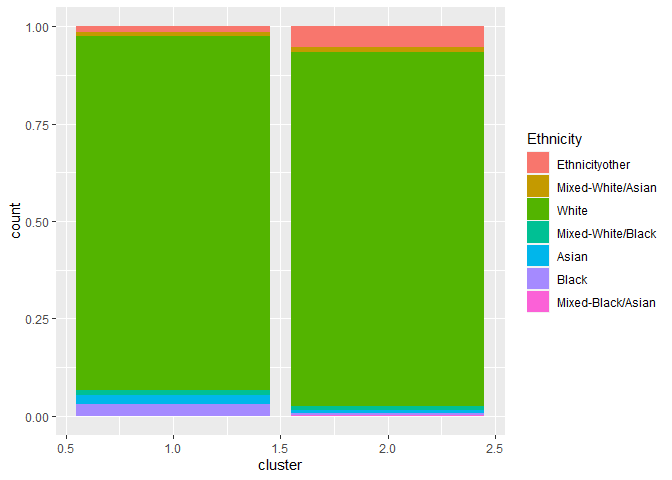 1.00
0.75
0.50
0.25
0.00
count
0.5
1.0
1.5
2.0
2.5
cluster
Ethnicity
Ethnicityother
Mixed-White/Asian
White
Mixed-White/Black
Asian
Black
Mixed-Black/Asian